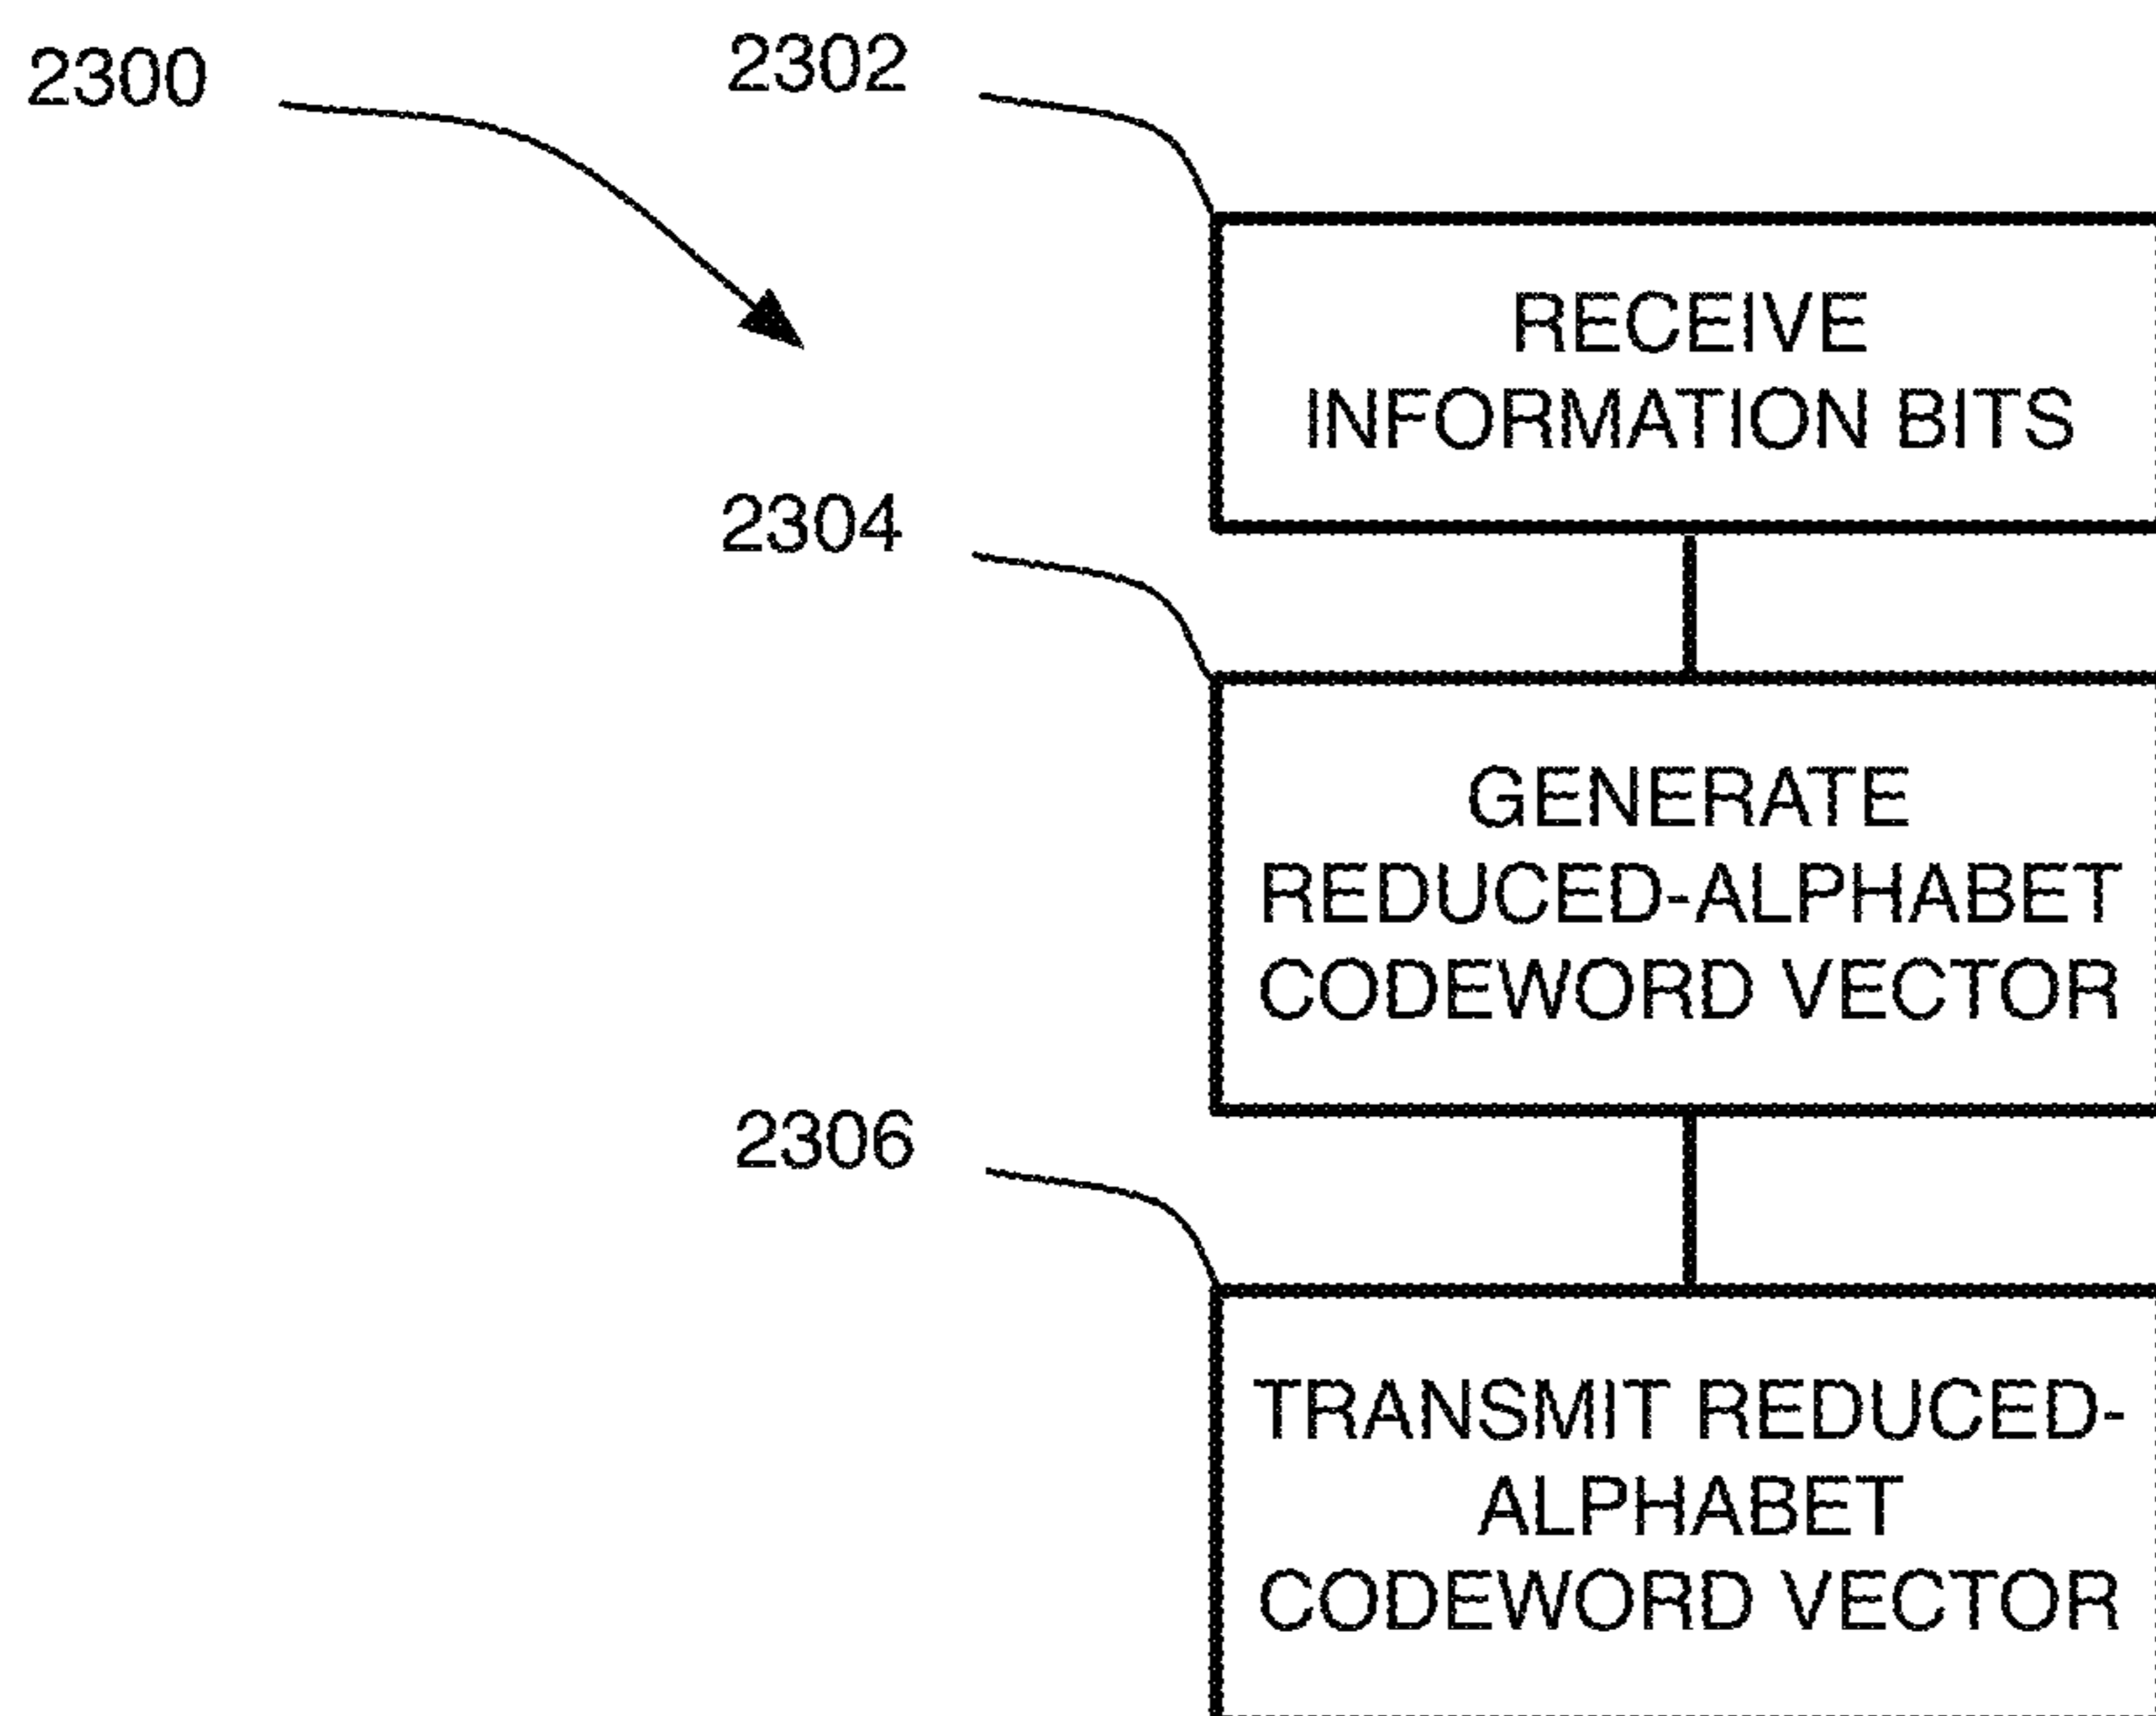 2300
2302
RECEIVE
INFORMATION BITS
2304
GENERATE
REDUCED-ALPHABET
CODEWORD VECTOR
2306
TRANSMIT REDUCED-
ALPHABET
CODEWORD VECTOR